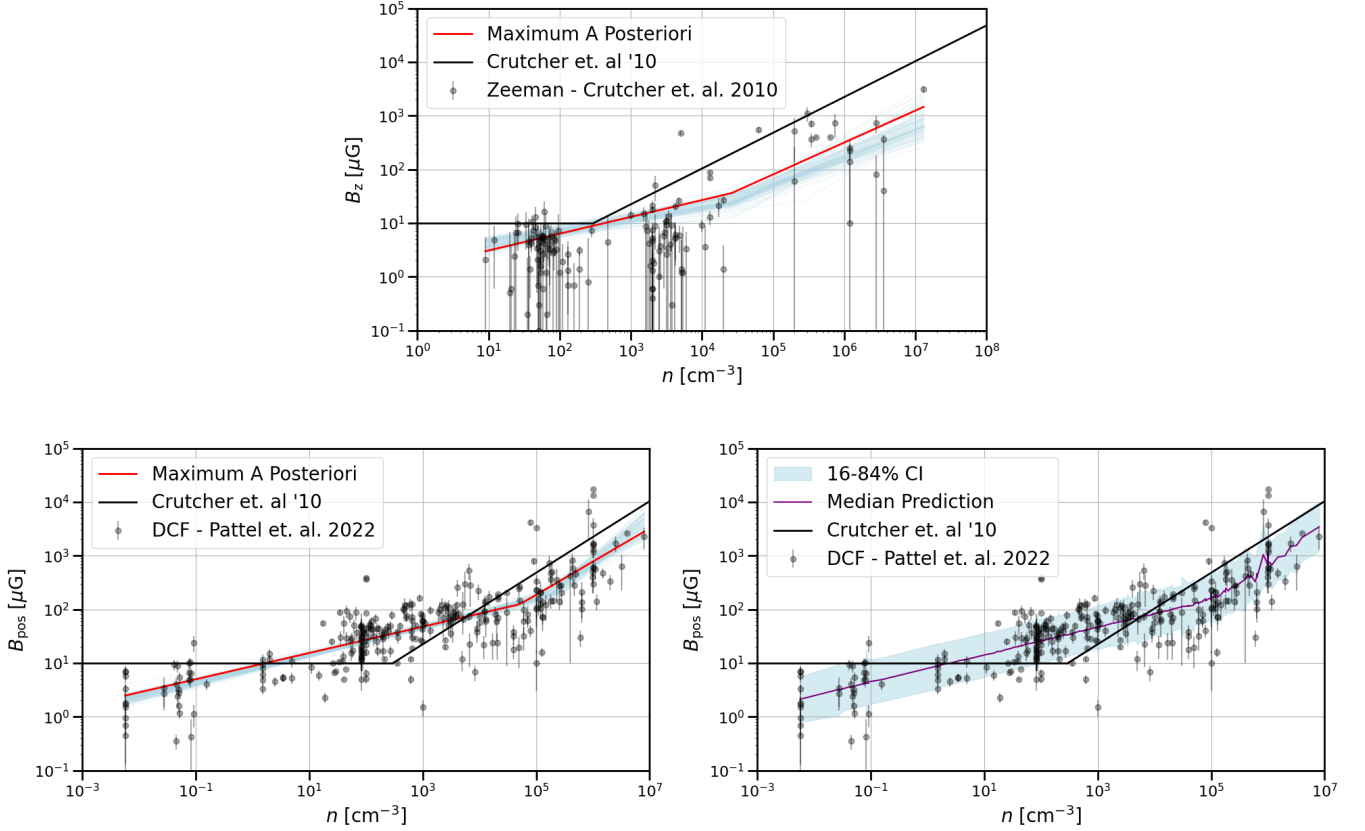 10^5
10^4
10^3
10^2
10^1
10^0
10^-1
B_z [μG]
Maximum A Posteriori
Crutcher et. al '10
Zeeman - Crutcher et. al. 2010
10^0 10^1 10^2 10^3 10^4 10^5 10^6 10^7 10^8
n [cm^-3]
10^5
10^4
10^3
10^2
10^1
10^0
10^-1
B_pos [μG]
Maximum A Posteriori
Crutcher et. al '10
DCF - Pattel et. al. 2022
10^-3 10^-1 10^1 10^3 10^5 10^7
n [cm^-3]
10^5
10^4
10^3
10^2
10^1
10^0
10^-1
B_pos [μG]
16-84% CI
Median Prediction
Crutcher et. al '10
DCF - Pattel et. al. 2022
10^-3 10^-1 10^1 10^3 10^5 10^7
n [cm^-3]